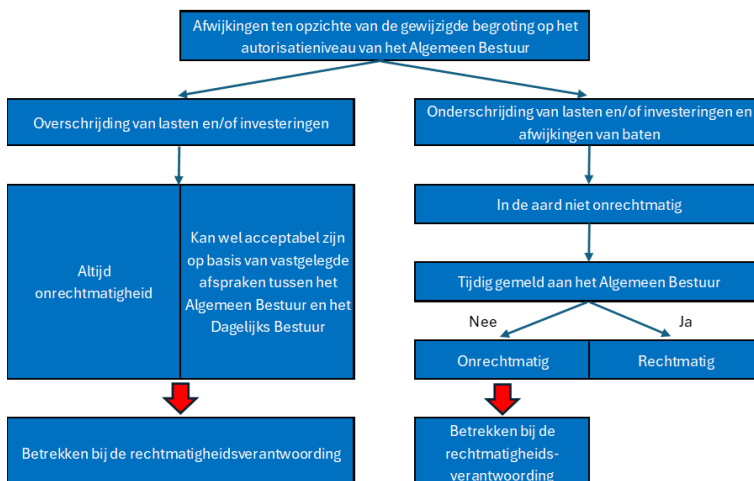 Afwijkingen ten opzichte van de gewijzigde begroting op het
autorisatieniveau van het Algemeen Bestuur
Overschrijding van lasten en/of investeringen
Onderschrijding van lasten en/of investeringen en
afwijkingen van baten
Altijd
onrechtmatigheid
Kan wel acceptabel zijn
op basis van vastgelegde
afspraken tussen het
Algemeen Bestuur en het
Dagelijks Bestuur
In de aard niet onrechtmatig
Tijdig gemeld aan het Algemeen Bestuur
Nee
Ja
Onrechtmatig
Rechtmatig
Betrekken bij de rechtmatigheidsverantwoording
Betrekken bij de
rechtmatigheids-
verantwoording